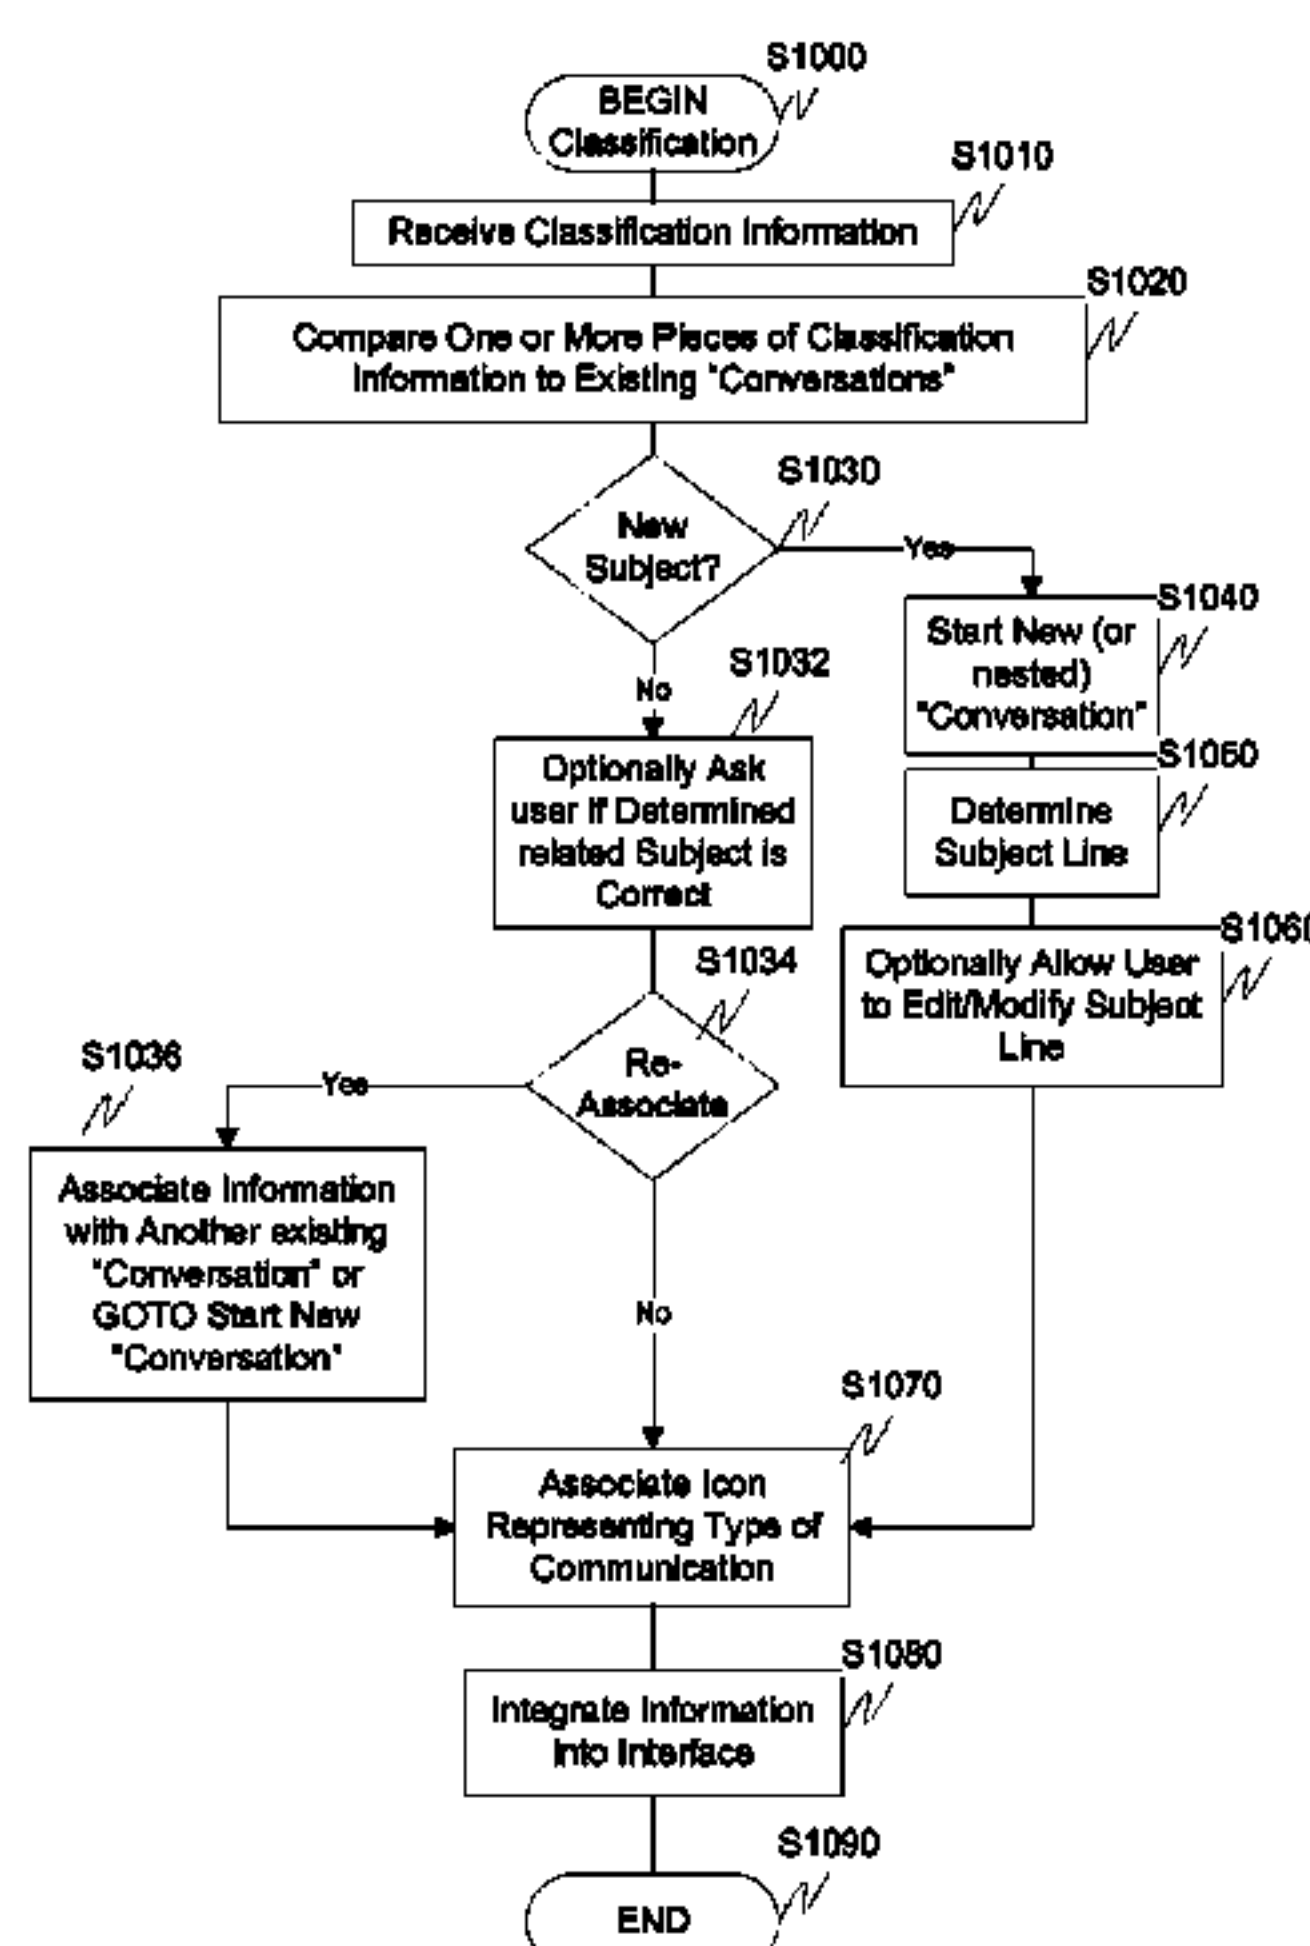 S1000
BEGIN
Classification
S1010
Receive Classification Information
S1020
Compare One or More Pieces of Classification
Information to Existing "Conversations"
S1030
New
Subject?
Yes
S1040
Start New (or
nested)
"Conversation"
No
S1032
Optionally Ask
user if Determined
related Subject is
Correct
S1050
Determine
Subject Line
S1060
Optionally Allow User
to Edit/Modify Subject
Line
S1034
Re-
Associate
Yes
S1036
Associate Information
with Another existing
"Conversation" or
GOTO Start New
"Conversation"
No
S1070
Associate Icon
Representing Type of
Communication
S1080
Integrate Information
into Interface
S1090
END